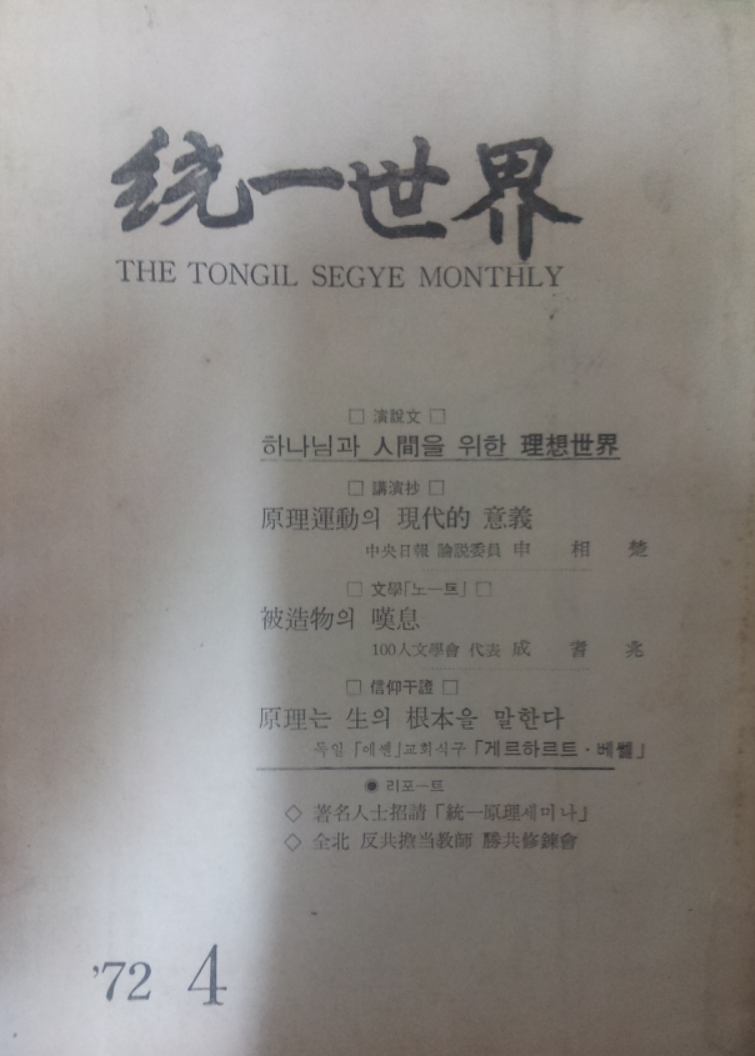 统一世界
THE TONGIL SEGYE MONTHLY
□ 演說文 □
하나님과 人間을 위한 理想世界
□ 講演抄 □
原理運動의 現代的 意義
中央日報 論説委員 申 相 楚
□ 文學「노―트」 □
被造物의 嘆息
100人文學會 代表 成 耆 兆
□ 信仰干證 □
原理는 生의 根本을 말한다
독일 「에쎈」교회식구 「게르하르트·베쎌」
● 리포―트
◇ 著名人士招請「統一原理세미나」
◇ 全北 反共擔当教師 勝共修鍊會
'72 4